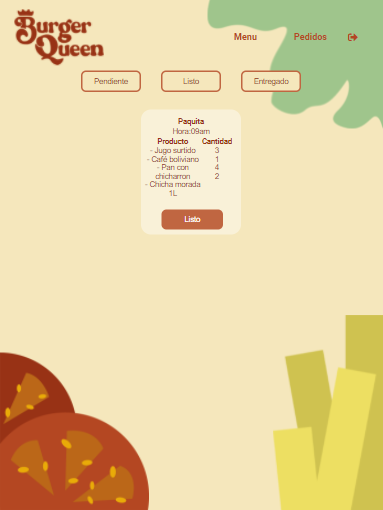 Burger
Queen
Menu Pedidos
Pendiente Listo Entregado
Paquita
Hora:09am
Producto Cantidad
- Jugo surtido 3
- Café boliviano 1
- Pan con 4
chicharron 2
- Chicha morada
1L
Listo